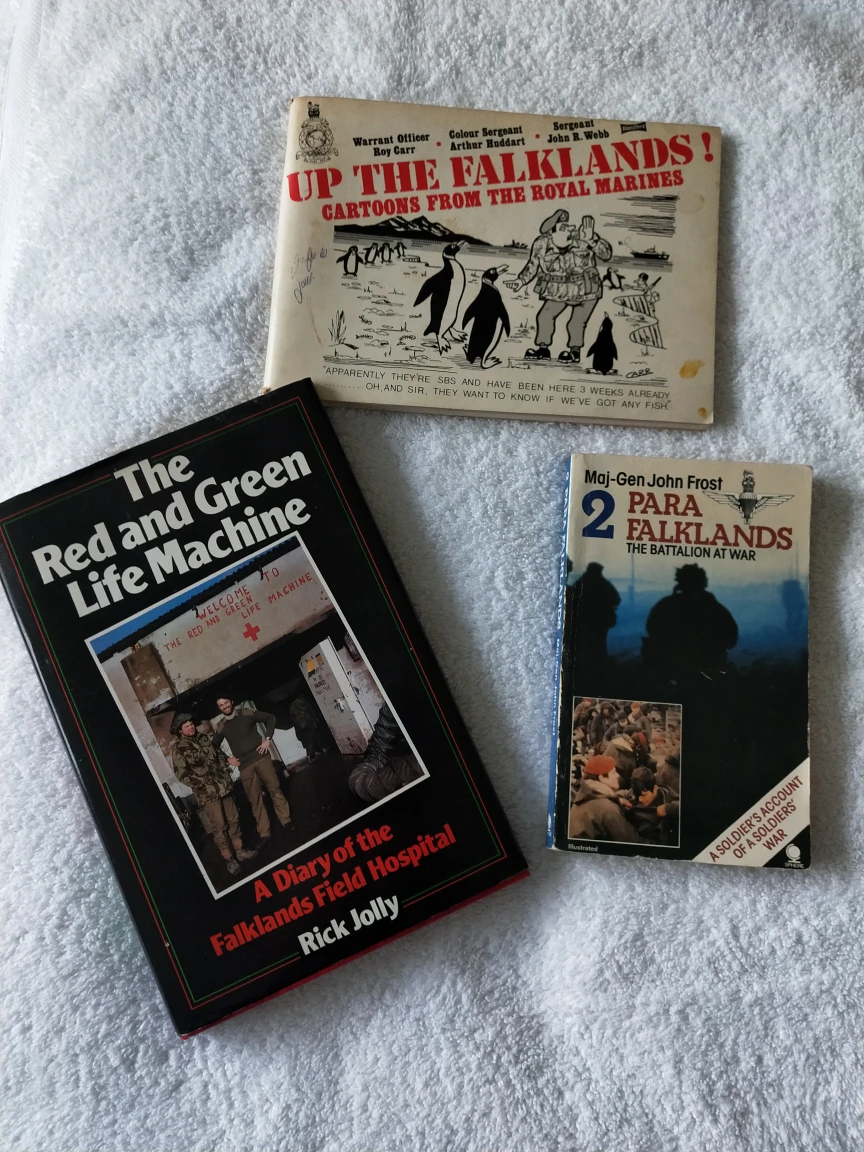 Warrant Officer
Roy Carr
•
Colour Sergeant
Arthur Huddart
•
Sergeant
John R. Webb
UP THE FALKLANDS!
CARTOONS FROM THE ROYAL MARINES
CARR
"APPARENTLY THEY'RE SBS AND HAVE BEEN HERE 3 WEEKS ALREADY
.........OH, AND SIR, THEY WANT TO KNOW IF WE'VE GOT ANY FISH."
The
Red and Green
Life Machine
WELCOME TO
THE RED AND GREEN
LIFE MACHINE
A Diary of the
Falklands Field Hospital
Rick Jolly
Maj-Gen John Frost
2 PARA
FALKLANDS
THE BATTALION AT WAR
Illustrated
A SOLDIER'S ACCOUNT
OF A SOLDIERS'
WAR
SPHERE